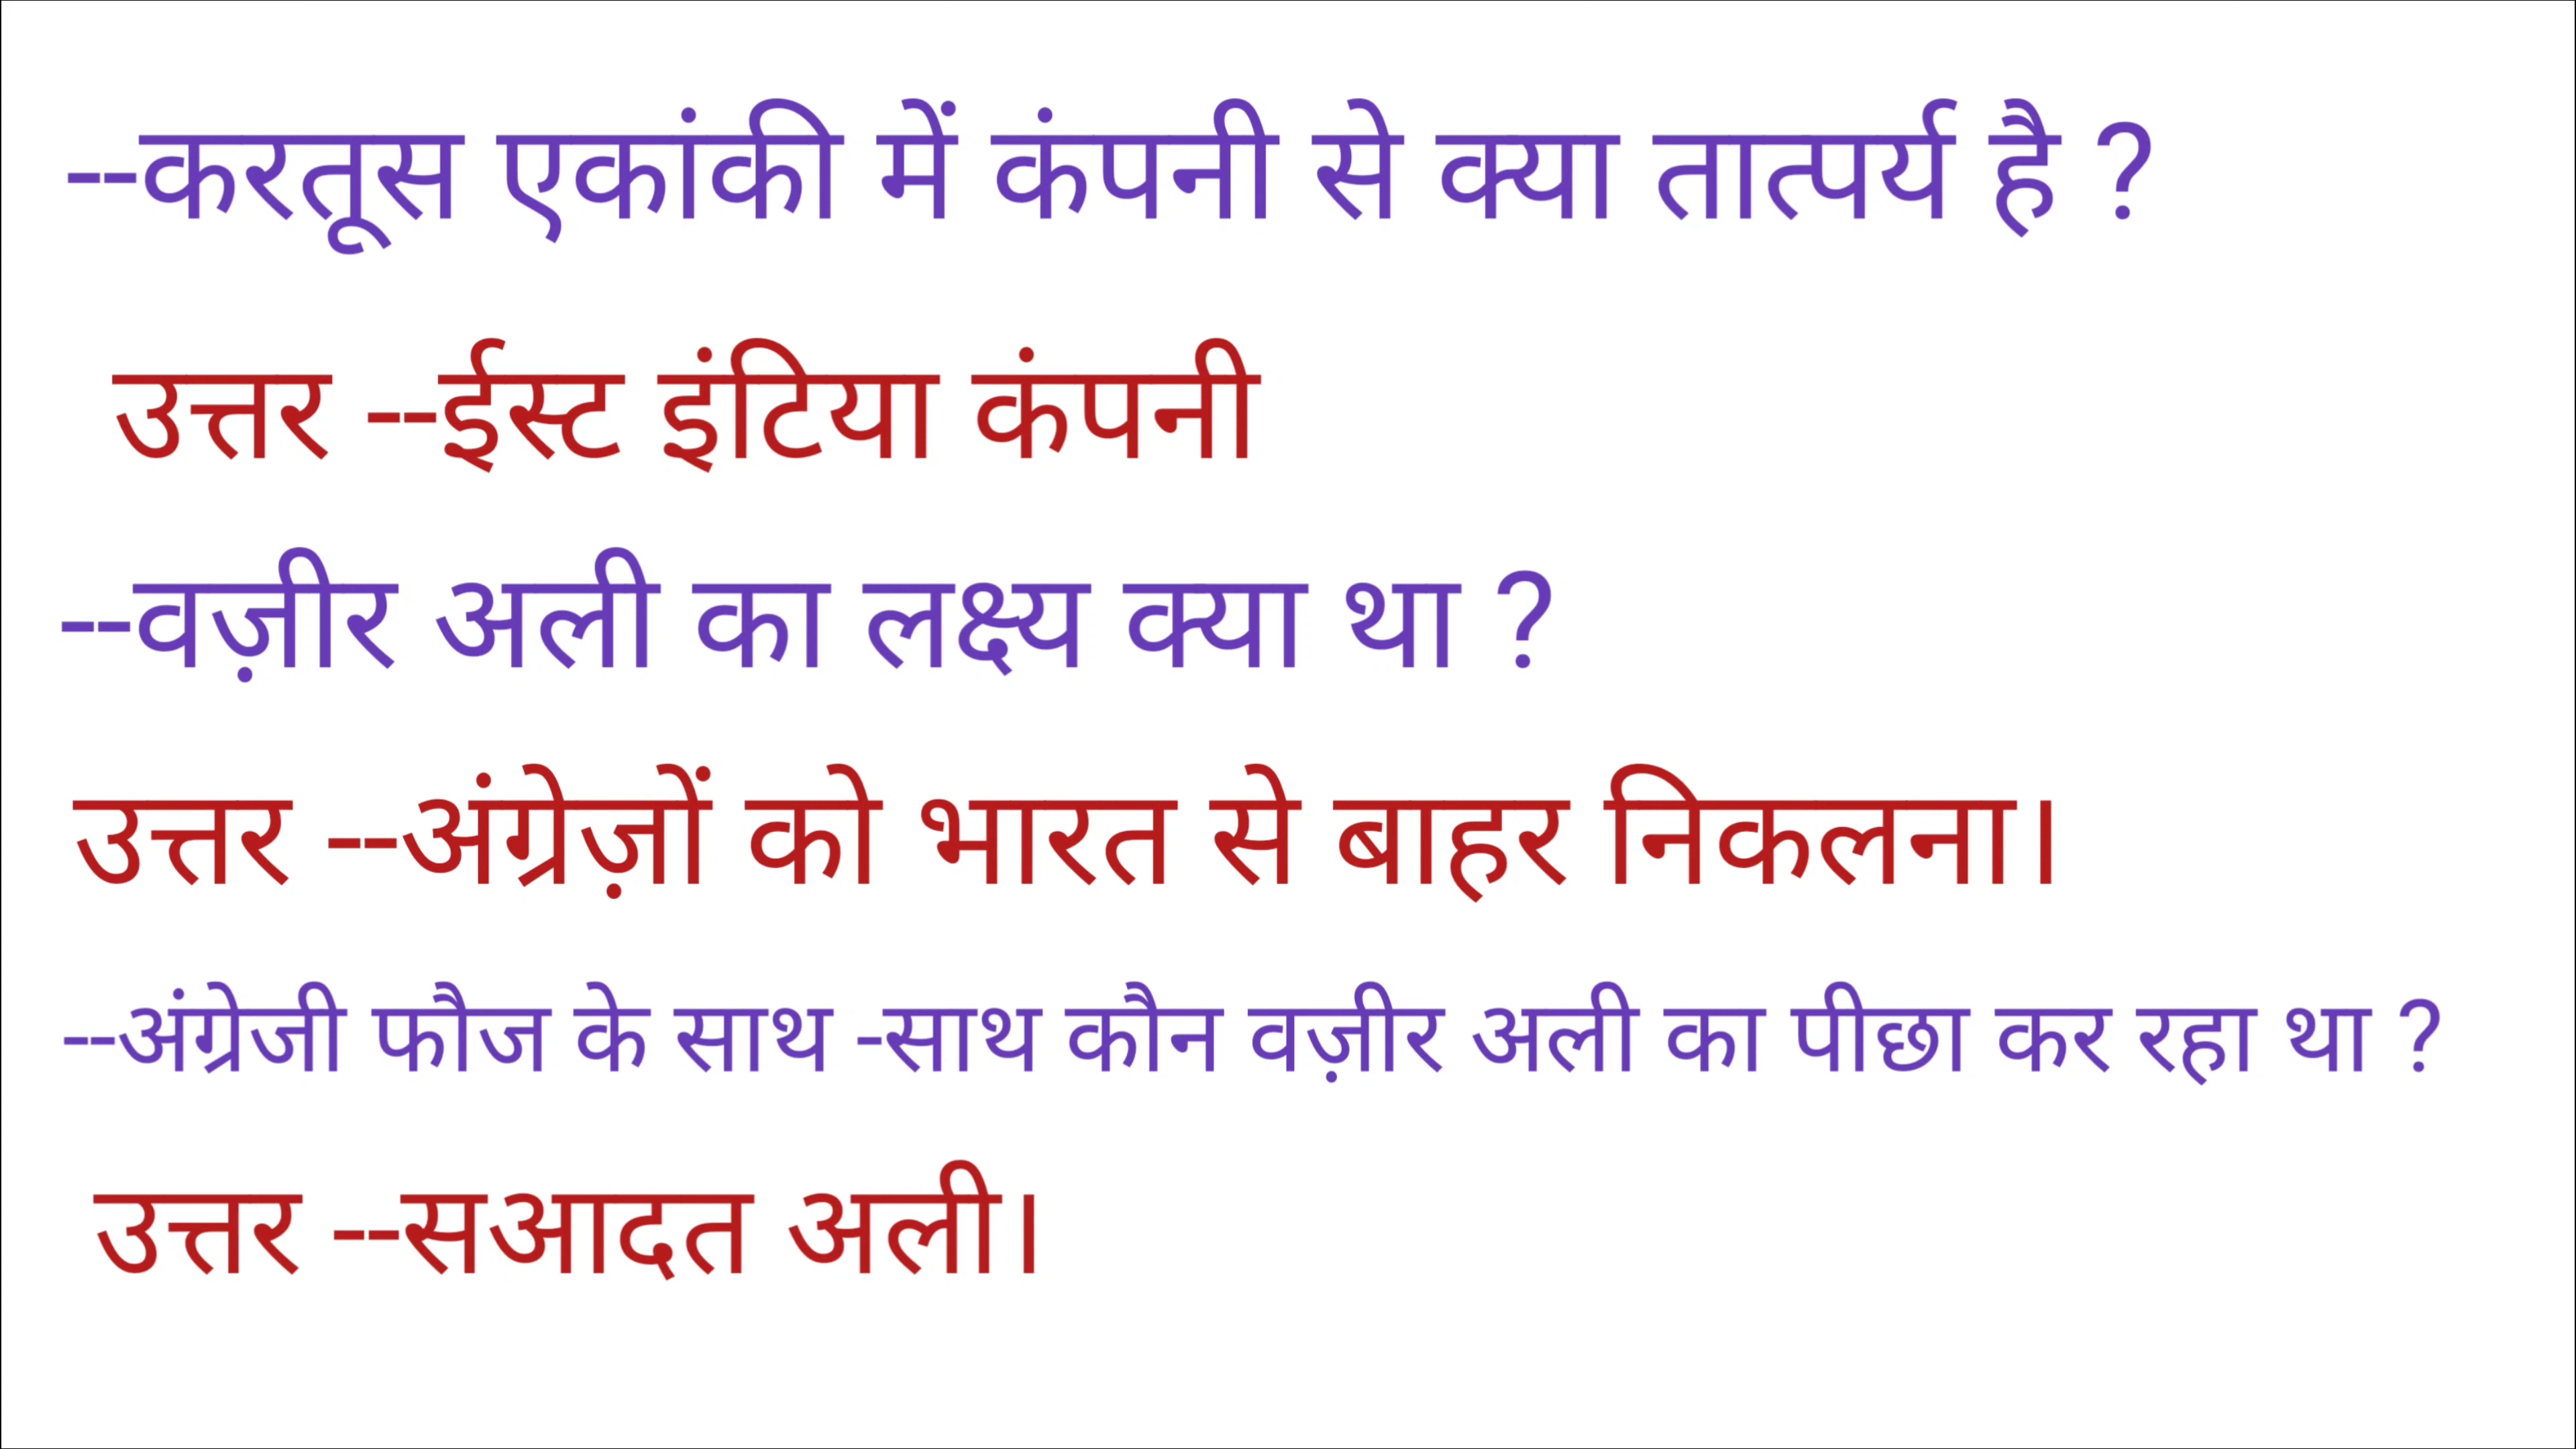 --करतूस एकांकी में कंपनी से क्या तात्पर्य है ?
उत्तर --ईस्ट इंटिया कंपनी
--वज़ीर अली का लक्ष्य क्या था ?
उत्तर --अंग्रेज़ों को भारत से बाहर निकलना।
--अंग्रेजी फौज के साथ -साथ कौन वज़ीर अली का पीछा कर रहा था ?
उत्तर --सआदत अली।